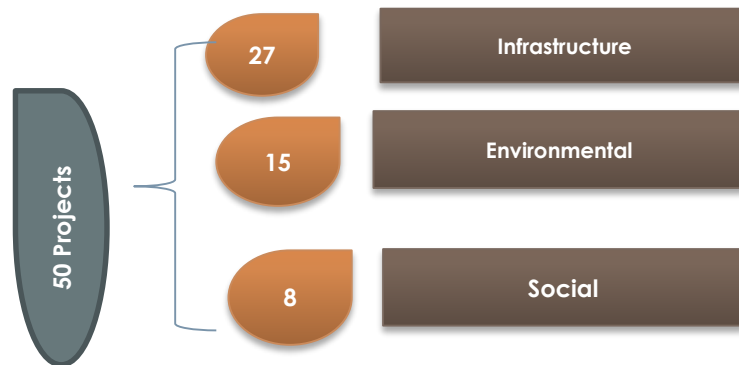 50 Projects
27
Infrastructure
15
Environmental
8
Social